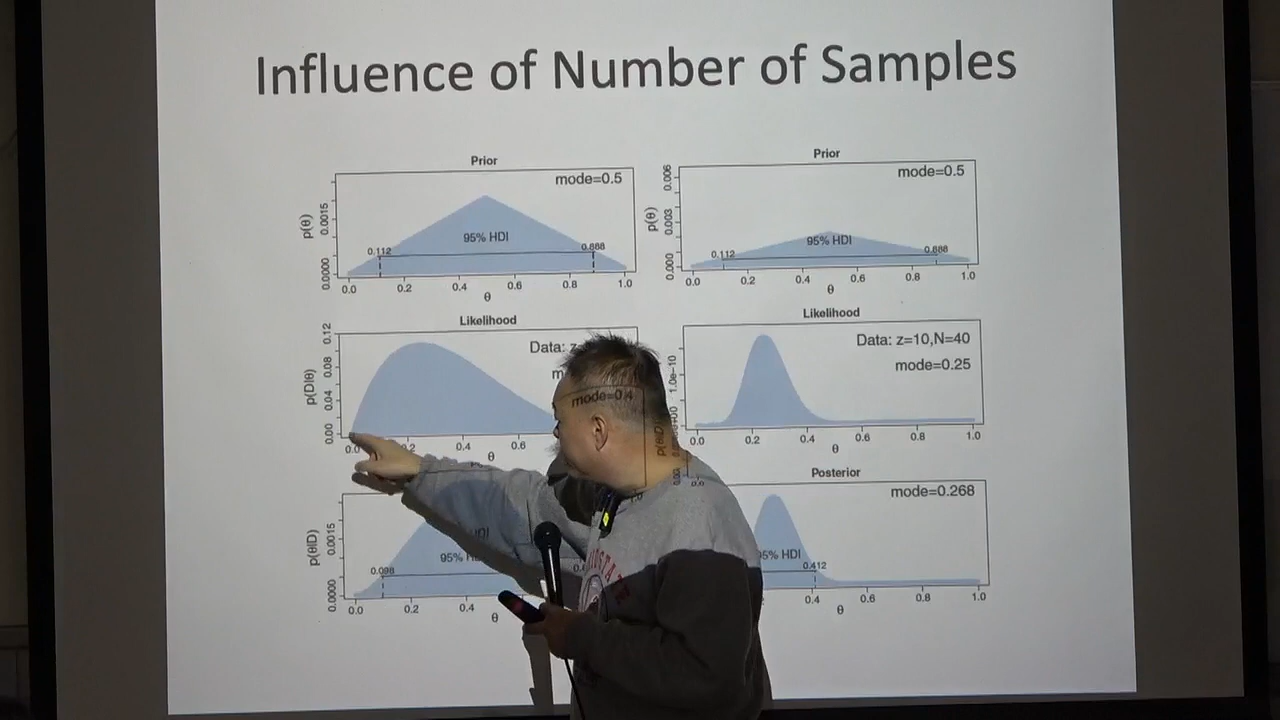 Influence of Number of Samples
Prior
mode=0.5
p(θ)
0.0000 0.0015
95% HDI
0.112 0.888
0.0 0.2 0.4 0.6 0.8 1.0
θ
Prior
mode=0.5
p(θ)
0.000 0.003 0.006
95% HDI
0.112 0.888
0.0 0.2 0.4 0.6 0.8 1.0
θ
Likelihood
Data: z
p(D|θ)
0.00 0.04 0.08 0.12
0.4 0.6
θ
Likelihood
Data: z=10,N=40
mode=0.25
1.0e-10
0.0 0.2 0.4 0.6 0.8 1.0
θ
mode=0.4
p(θ|D)
0.0000 0.0015
95%
0.098
0.0 0.2 0.4
θ
Posterior
mode=0.268
95% HDI
0.412
0.4 0.6 0.8 1.0
θ